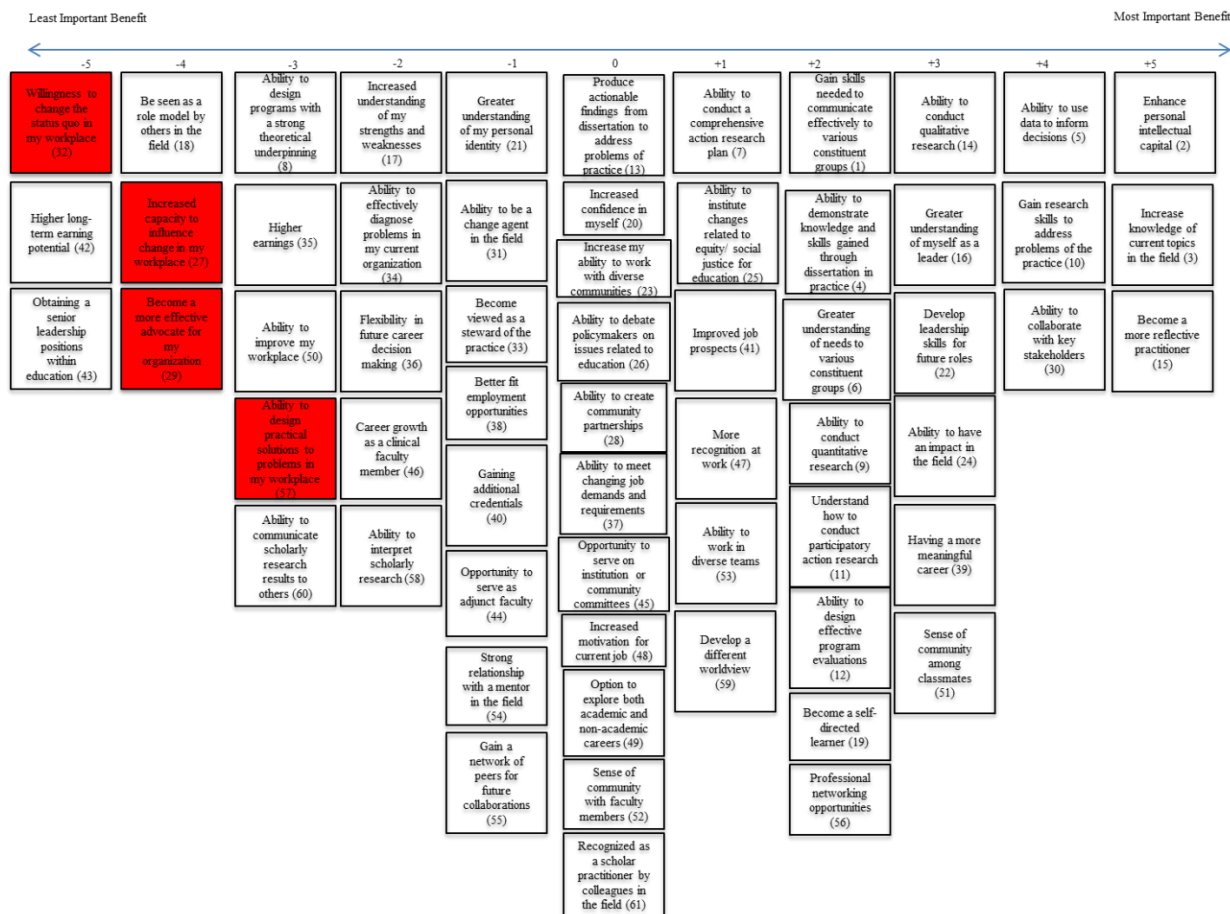 Least Important Benefit
Most Important Benefit
-5
-4
-3
-2
-1
0
+1
+2
+3
+4
+5
Willingness to
change the
status quo in
my workplace
(32)
Higher long-
term earning
potential (42)
Obtaining a
senior
leadership
positions
within
education (43)
Be seen as a
role model by
others in the
field (18)
Increased
capacity to
influence
change in my
workplace (27)
Become a
more effective
advocate for
my
organization
(29)
Ability to
design
programs with
a strong
theoretical
underpinning
(8)
Higher
earnings (35)
Ability to
improve my
workplace (50)
Ability to
design
practical
solutions to
problems in
my workplace
(57)
Ability to
communicate
scholarly
research
results to
others (60)
Increased
understanding
of my
strengths and
weaknesses
(17)
Ability to
effectively
diagnose
problems in
my current
organization
(34)
Flexibility in
future career
decision
making (36)
Career growth
as a clinical
faculty
member (46)
Ability to
interpret
scholarly
research (58)
Greater
understanding
of my personal
identity (21)
Ability to be a
change agent
in the field
(31)
Become
viewed as a
steward of the
practice (33)
Better fit
employment
opportunities
(38)
Gaining
additional
credentials
(40)
Opportunity to
serve as
adjunct faculty
(44)
Strong
relationship
with a mentor
in the field
(54)
Gain a
network of
peers for
future
collaborations
(55)
Produce
actionable
findings from
dissertation to
address
problems of
practice (13)
Increased
confidence in
myself (20)
Increase my
ability to work
with diverse
communities (23)
Ability to debate
policymakers on
issues related to
education (26)
Ability to create
community
partnerships
(28)
Ability to meet
changing job
demands and
requirements
(37)
Opportunity to
serve on
institution or
community
committees (45)
Increased
motivation for
current job (48)
Option to
explore both
academic and
non-academic
careers (49)
Sense of
community
with faculty
members (52)
Recognized as
a scholar
practitioner by
colleagues in
the field (61)
Ability to
conduct a
comprehensive
action research
plan (7)
Ability to
institute
changes
related to
equity/ social
justice for
education (25)
Improved job
prospects (41)
More
recognition at
work (47)
Ability to
work in
diverse teams
(53)
Develop a
different
worldview
(59)
Gain skills
needed to
communicate
effectively to
various
constituent
groups (1)
Ability to
demonstrate
knowledge and
skills gained
through
dissertation in
practice (4)
Greater
understanding
of needs to
various
constituent
groups (6)
Ability to
conduct
quantitative
research (9)
Understand
how to
conduct
participatory
action research
(11)
Ability to
design
effective
program
evaluations
(12)
Become a self-
directed
learner (19)
Professional
networking
opportunities
(56)
Ability to
conduct
qualitative
research (14)
Greater
understanding
of myself as a
leader (16)
Develop
leadership
skills for
future roles
(22)
Ability to have
an impact in
the field (24)
Having a more
meaningful
career (39)
Sense of
community
among
classmates
(51)
Ability to use
data to inform
decisions (5)
Gain research
skills to
address
problems of the
practice (10)
Ability to
collaborate
with key
stakeholders
(30)
Enhance
personal
intellectual
capital (2)
Increase
knowledge of
current topics
in the field (3)
Become a
more reflective
practitioner
(15)